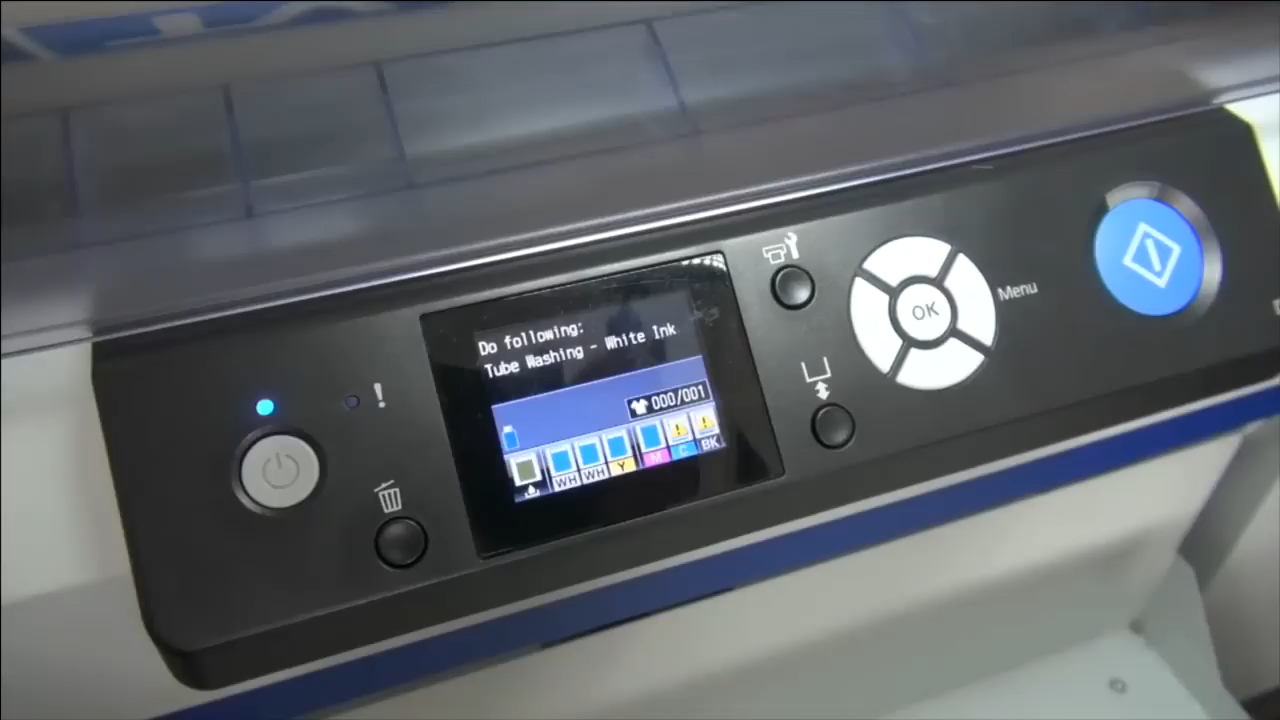 Do following:
Tube Washing - White Ink
000/001
WH WH Y M C BK
!
OK
Menu